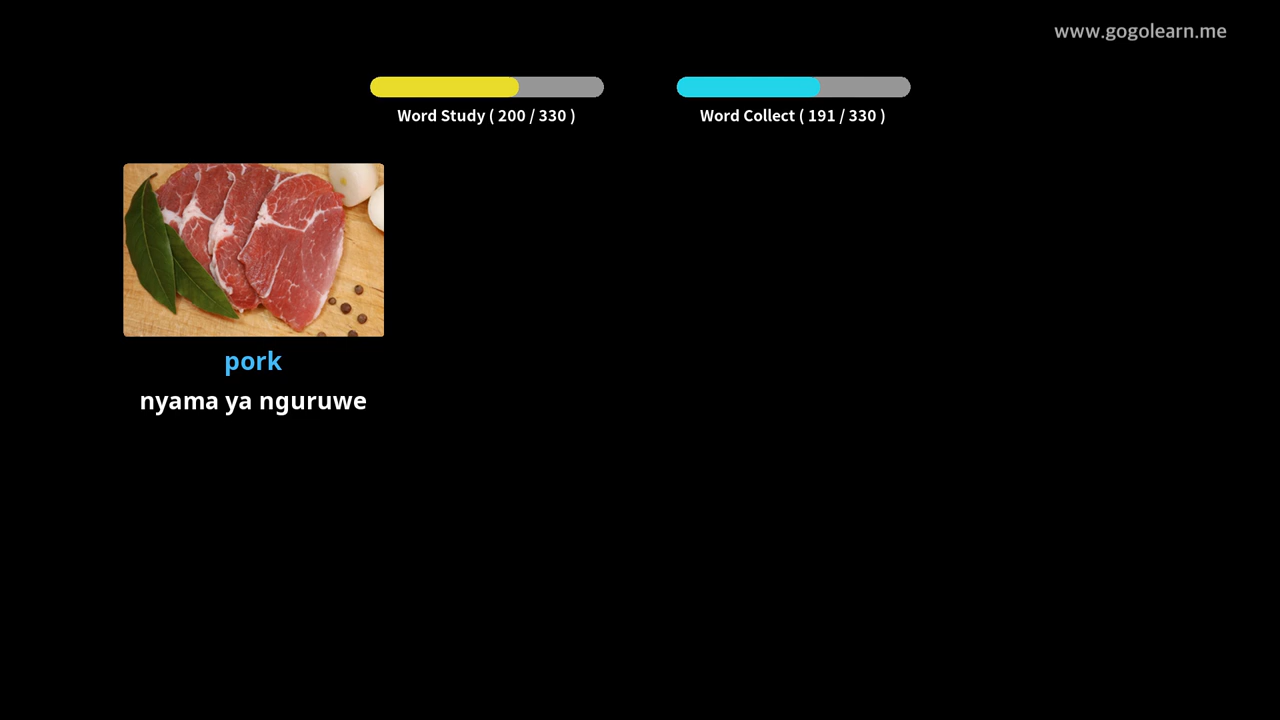 www.gogolearn.me
Word Study ( 200 / 330 )
Word Collect ( 191 / 330 )
pork
nyama ya nguruwe